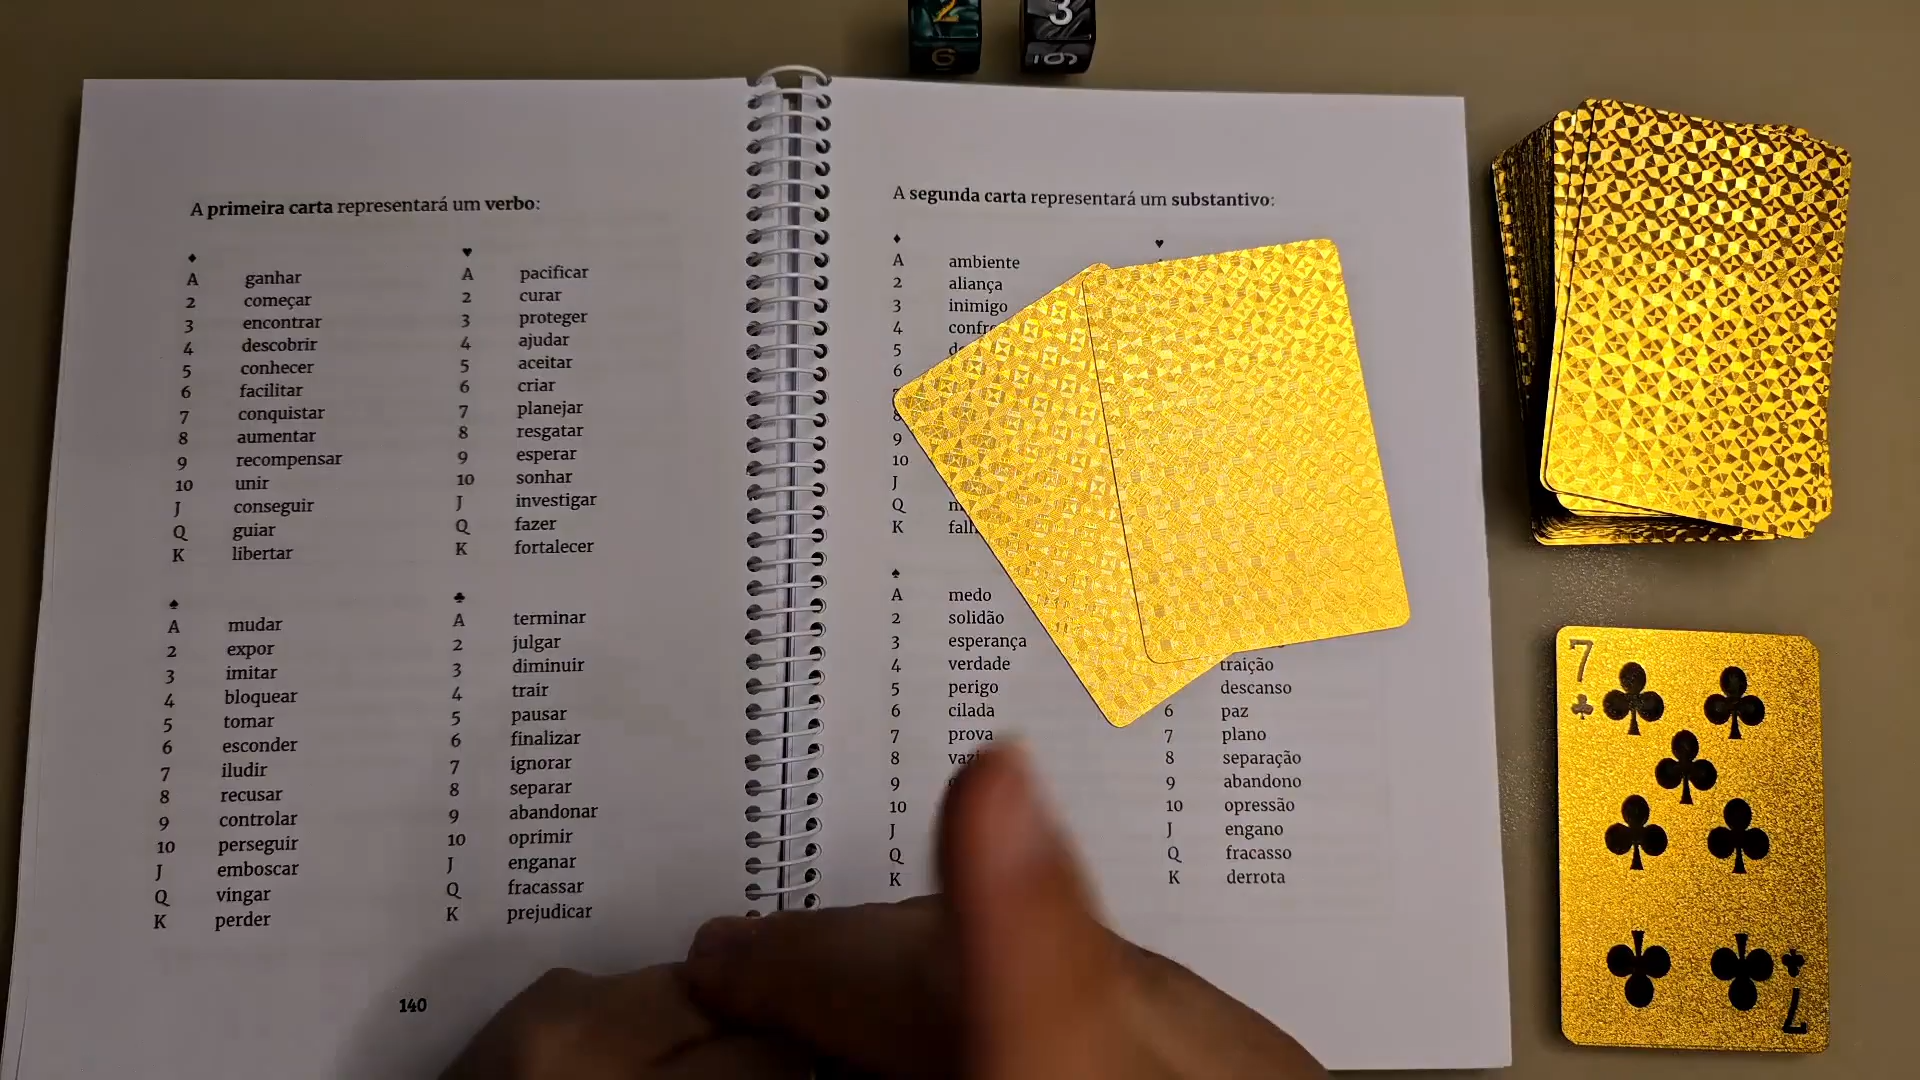 2
6
3
9
A primeira carta representará um verbo:
♦
A ganhar
2 começar
3 encontrar
4 descobrir
5 conhecer
6 facilitar
7 conquistar
8 aumentar
9 recompensar
10 unir
J conseguir
Q guiar
K libertar
♥
A pacificar
2 curar
3 proteger
4 ajudar
5 aceitar
6 criar
7 planejar
8 resgatar
9 esperar
10 sonhar
J investigar
Q fazer
K fortalecer
♠
A mudar
2 expor
3 imitar
4 bloquear
5 tomar
6 esconder
7 iludir
8 recusar
9 controlar
10 perseguir
J emboscar
Q vingar
K perder
♣
A terminar
2 julgar
3 diminuir
4 trair
5 pausar
6 finalizar
7 ignorar
8 separar
9 abandonar
10 oprimir
J enganar
Q fracassar
K prejudicar
140
A segunda carta representará um substantivo:
♦
A ambiente
2 aliança
3 inimigo
4
5
6
9
10
J
Q
K
♥
♠
A medo
2 solidão
3 esperança
4 verdade
5 perigo
6 cilada
7 prova
8
9
10
J
Q
K
traição
descanso
6 paz
7 plano
8 separação
9 abandono
10 opressão
J engano
Q fracasso
K derrota
7
♣
7
♣